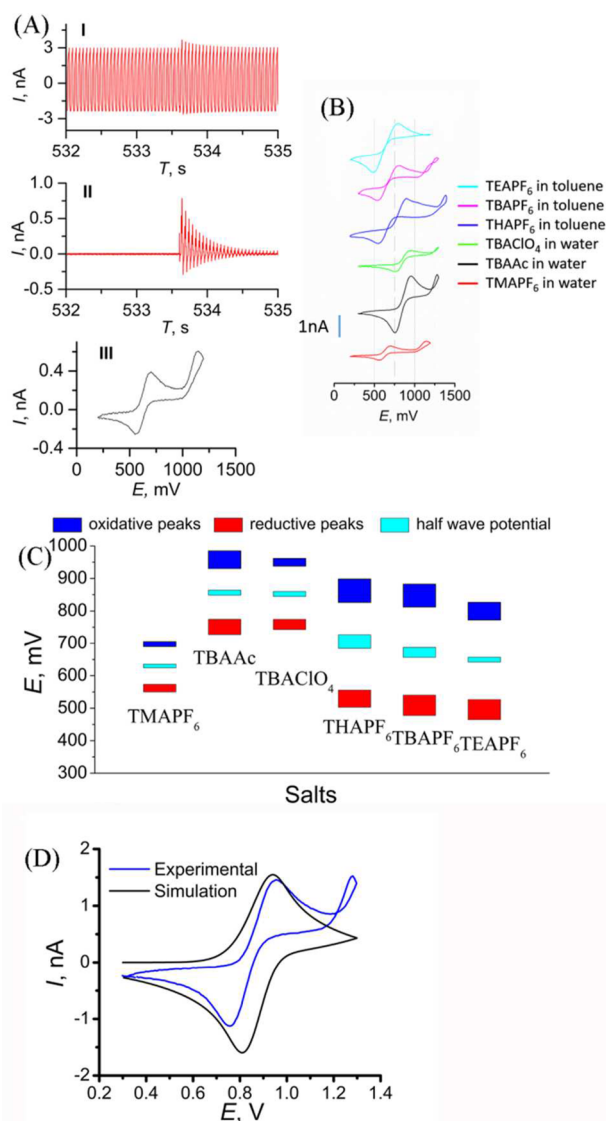 (A)
I
I, nA
3
0
-3
532 533 534 535
T, s
II
I, nA
1.0
0.5
0.0
-0.5
532 533 534 535
T, s
III
I, nA
0.4
0.0
-0.4
0 500 1000 1500
E, mV
(B)
TEAPF6 in toluene
TBAPF6 in toluene
THAPF6 in toluene
TBAClO4 in water
TBAAc in water
TMAPF6 in water
1nA
0 500 1000 1500
E, mV
oxidative peaks reductive peaks half wave potential
(C)
E, mV
1000
900
800
700
600
500
400
300
TMAPF6
TBAAc
TBAClO4
THAPF6
TBAPF6
TEAPF6
Salts
(D)
Experimental
Simulation
I, nA
2
1
0
-1
-2
0.2 0.4 0.6 0.8 1.0 1.2 1.4
E, V